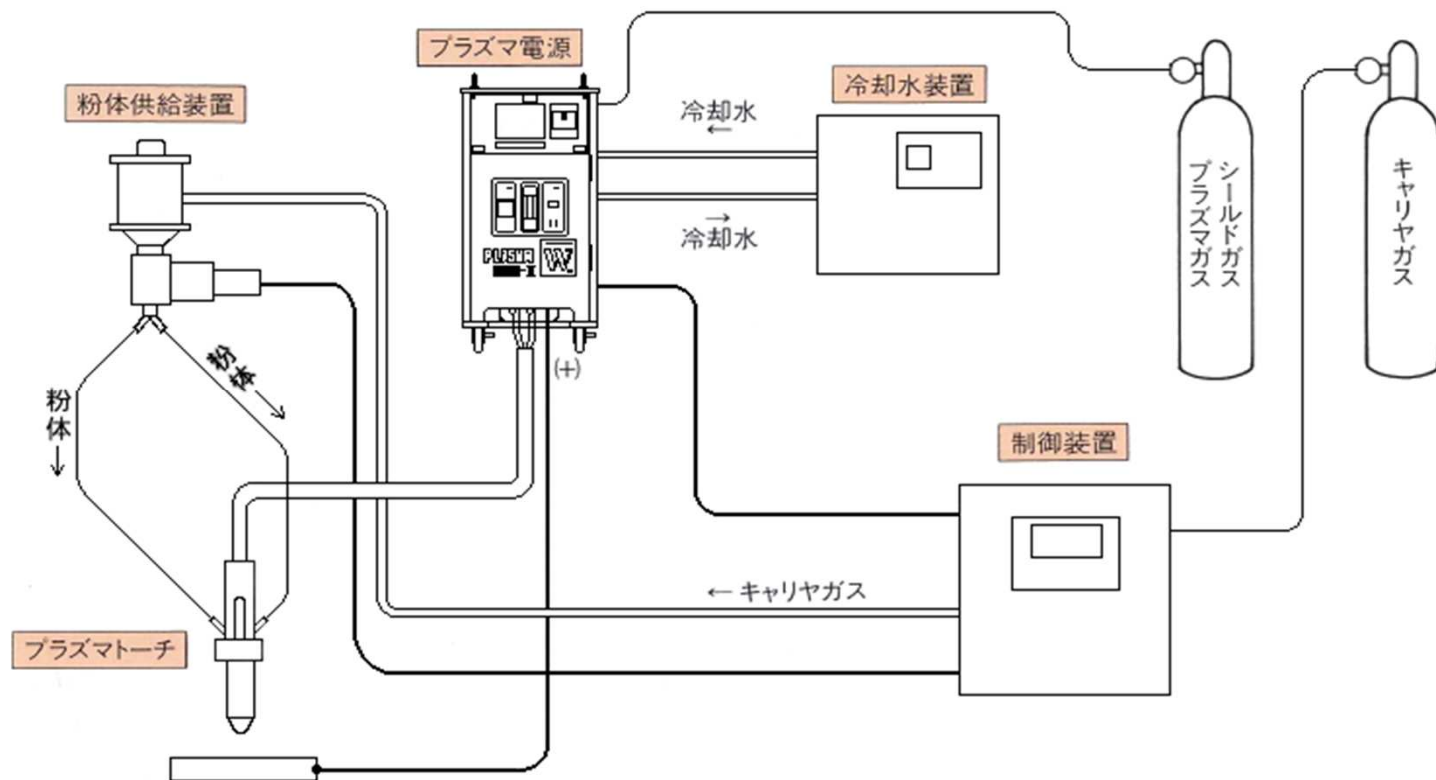 プラズマ電源
粉体供給装置
冷却水装置
冷却水
←
→
冷却水
シールドガス
プラズマガス
キャリヤガス
PLASMA
W
(+)
粉体
→
粉体
→
制御装置
← キャリヤガス
プラズマトーチ